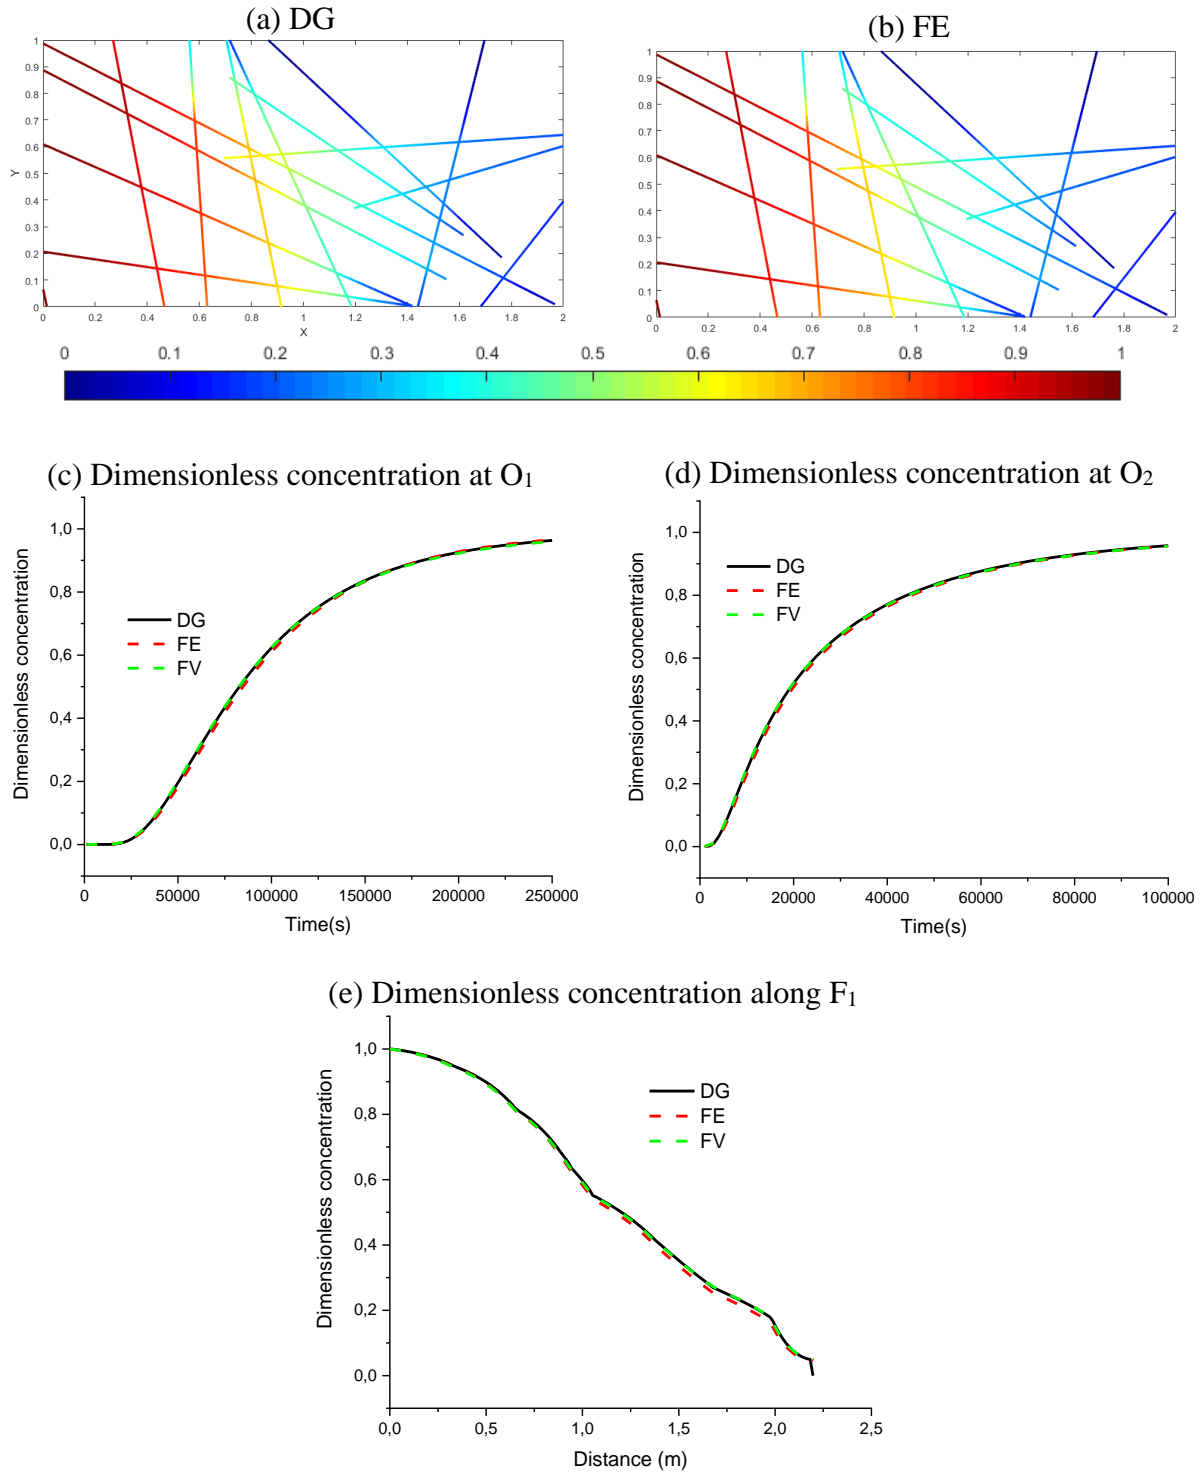 (a) DG
1
0.9
0.8
0.7
0.6
0.5
0.4
0.3
0.2
0.1
0
Y
0 0.2 0.4 0.6 0.8 1 1.2 1.4 1.6 1.8 2
X
(b) FE
1
0.9
0.8
0.7
0.6
0.5
0.4
0.3
0.2
0.1
0
0 0.2 0.4 0.6 0.8 1 1.2 1.4 1.6 1.8 2
0 0.1 0.2 0.3 0.4 0.5 0.6 0.7 0.8 0.9 1
(c) Dimensionless concentration at O1
1,0
0,8
0,6
0,4
0,2
0,0
Dimensionless concentration
DG
FE
FV
0 50000 100000 150000 200000 250000
Time(s)
(d) Dimensionless concentration at O2
1,0
0,8
0,6
0,4
0,2
0,0
Dimensionless concentration
DG
FE
FV
0 20000 40000 60000 80000 100000
Time(s)
(e) Dimensionless concentration along F1
1,0
0,8
0,6
0,4
0,2
0,0
Dimensionless concentration
DG
FE
FV
0,0 0,5 1,0 1,5 2,0 2,5
Distance (m)